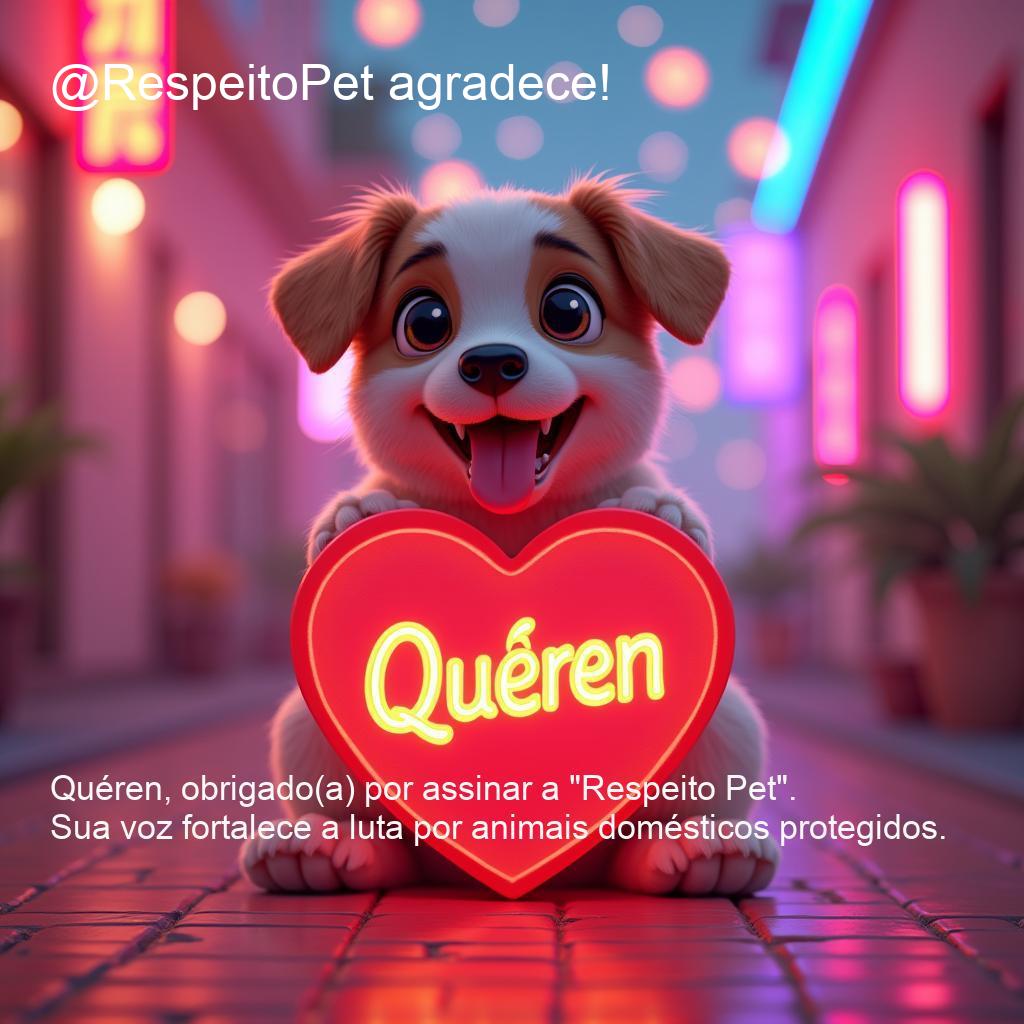 @RespeitoPet agradece!
Quéren
Quéren, obrigado(a) por assinar a "Respeito Pet".
Sua voz fortalece a luta por animais domésticos protegidos.